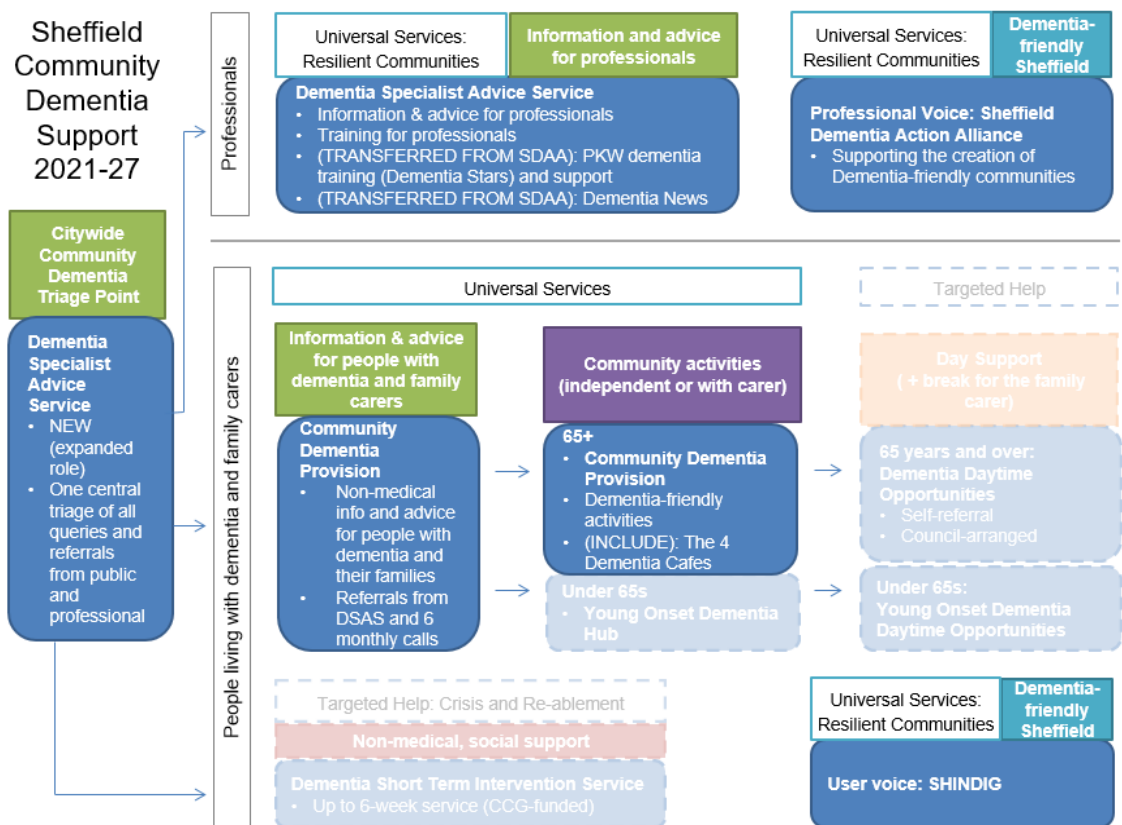 Sheffield
Community
Dementia
Support
2021-27
Citywide
Community
Dementia
Triage Point
Dementia
Specialist
Advice
Service
• NEW
(expanded
role)
• One central
triage of all
queries and
referrals
from public
and
professional
Professionals
Universal Services:
Resilient Communities
Information and advice
for professionals
Dementia Specialist Advice Service
• Information & advice for professionals
• Training for professionals
• (TRANSFERRED FROM SDAA): PKW dementia
training (Dementia Stars) and support
• (TRANSFERRED FROM SDAA): Dementia News
Universal Services:
Resilient Communities
Dementia-
friendly
Sheffield
Professional Voice: Sheffield
Dementia Action Alliance
• Supporting the creation of
Dementia-friendly communities
People living with dementia and family carers
Universal Services
Information & advice
for people with
dementia and family
carers
Community
Dementia
Provision
• Non-medical
info and advice
for people with
dementia and
their families
• Referrals from
DSAS and 6
monthly calls
Community activities
(independent or with carer)
65+
• Community Dementia
Provision
• Dementia-friendly
activities
• (INCLUDE): The 4
Dementia Cafes
Under 65s
• Young Onset Dementia
Hub
Targeted Help
Day Support
( + break for the family
carer)
65 years and over:
Dementia Daytime
Opportunities
• Self-referral
• Council-arranged
Under 65s:
Young Onset Dementia
Daytime Opportunities
Targeted Help: Crisis and Re-ablement
Non-medical, social support
Dementia Short Term Intervention Service
• Up to 6-week service (CCG-funded)
Universal Services:
Resilient Communities
Dementia-
friendly
Sheffield
User voice: SHINDIG